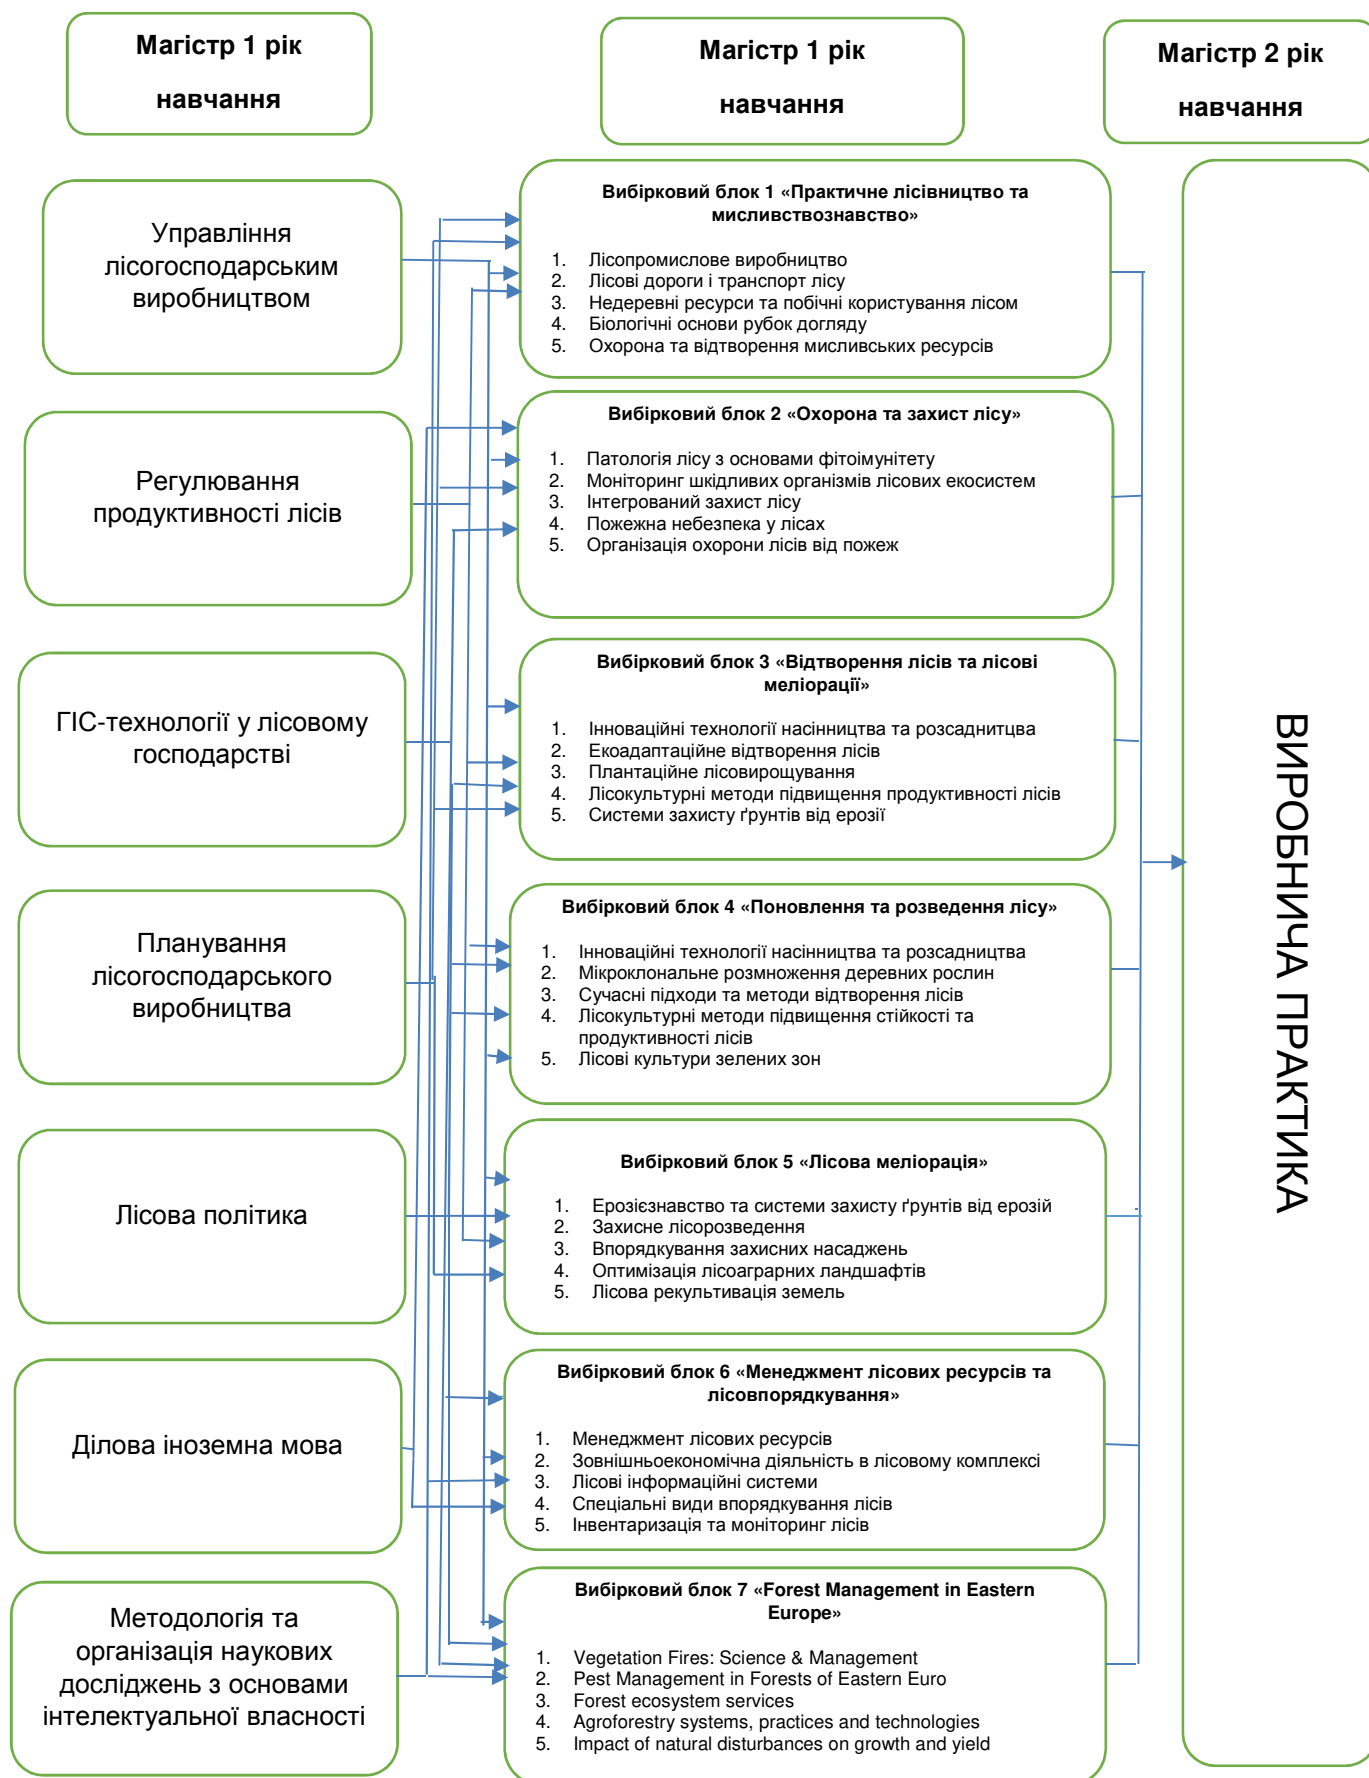 Магістр 1 рік
навчання
Магістр 1 рік
навчання
Магістр 2 рік
навчання
Управління
лісогосподарським
виробництвом
Регулювання
продуктивності лісів
ГІС-технології у лісовому
господарстві
Планування
лісогосподарського
виробництва
Лісова політика
Ділова іноземна мова
Методологія та
організація наукових
досліджень з основами
інтелектуальної власності
Вибірковий блок 1 «Практичне лісівництво та
мисливствознавство»
1. Лісопромислове виробництво
2. Лісові дороги і транспорт лісу
3. Недеревні ресурси та побічні користування лісом
4. Біологічні основи рубок догляду
5. Охорона та відтворення мисливських ресурсів
Вибірковий блок 2 «Охорона та захист лісу»
1. Патологія лісу з основами фітоімунітету
2. Моніторинг шкідливих організмів лісових екосистем
3. Інтегрований захист лісу
4. Пожежна небезпека у лісах
5. Організація охорони лісів від пожеж
Вибірковий блок 3 «Відтворення лісів та лісові
меліорації»
1. Інноваційні технології насінництва та розсаднитцва
2. Екоадаптаційне відтворення лісів
3. Плантаційне лісовирощування
4. Лісокультурні методи підвищення продуктивності лісів
5. Системи захисту ґрунтів від ерозії
Вибірковий блок 4 «Поновлення та розведення лісу»
1. Інноваційні технології насінництва та розсадництва
2. Мікроклональне розмноження деревних рослин
3. Сучасні підходи та методи відтворення лісів
4. Лісокультурні методи підвищення стійкості та
продуктивності лісів
5. Лісові культури зелених зон
Вибірковий блок 5 «Лісова меліорація»
1. Ерозієзнавство та системи захисту ґрунтів від ерозій
2. Захисне лісорозведення
3. Впорядкування захисних насаджень
4. Оптимізація лісоаграрних ландшафтів
5. Лісова рекультивація земель
Вибірковий блок 6 «Менеджмент лісових ресурсів та
лісовпорядкування»
1. Менеджмент лісових ресурсів
2. Зовнішньоекономічна діяльність в лісовому комплексі
3. Лісові інформаційні системи
4. Спеціальні види впорядкування лісів
5. Інвентаризація та моніторинг лісів
Вибірковий блок 7 «Forest Management in Eastern
Europe»
1. Vegetation Fires: Science & Management
2. Pest Management in Forests of Eastern Euro
3. Forest ecosystem services
4. Agroforestry systems, practices and technologies
5. Impact of natural disturbances on growth and yield
ВИРОБНИЧА ПРАКТИКА